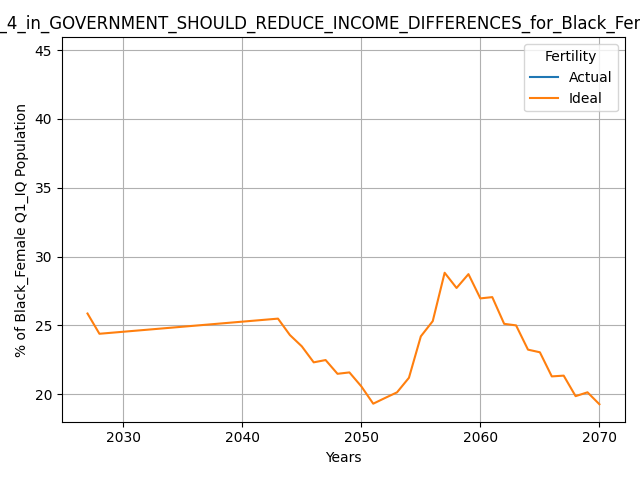 _4_in_GOVERNMENT_SHOULD_REDUCE_INCOME_DIFFERENCES_for_Black_Fe
Fertility
Actual
Ideal
% of Black_Female Q1_IQ Population
45
40
35
30
25
20
2030
2040
2050
2060
2070
Years